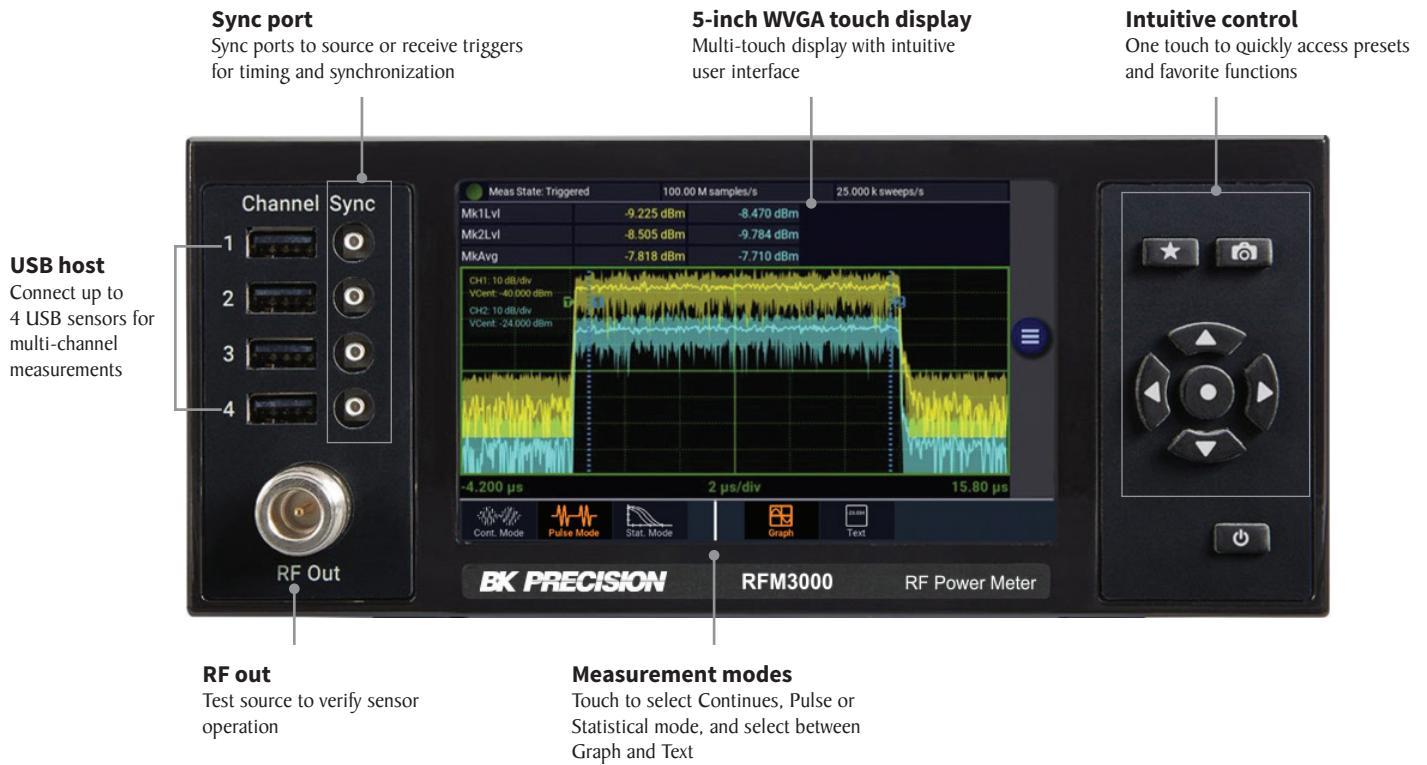 Sync port
Sync ports to source or receive triggers
for timing and synchronization
5-inch WVGA touch display
Multi-touch display with intuitive
user interface
Intuitive control
One touch to quickly access presets
and favorite functions
USB host
Connect up to
4 USB sensors for
multi-channel
measurements
Channel Sync
1
2
3
4
RF Out
Meas State: Triggered 100.00 M samples/s 25.000 k sweeps/s
Mk1Lvl -9.225 dBm -8.470 dBm
Mk2Lvl -8.505 dBm -9.784 dBm
MkAvg -7.818 dBm -7.710 dBm
CH1: 10 dB/div
VCent: -40.000 dBm
CH2: 10 dB/div
VCent: -24.000 dBm
-4.200 µs 2 µs/div 15.80 µs
Cont. Mode Pulse Mode Stat. Mode Graph Text
BK PRECISION RFM3000 RF Power Meter
RF out
Test source to verify sensor
operation
Measurement modes
Touch to select Continues, Pulse or
Statistical mode, and select between
Graph and Text